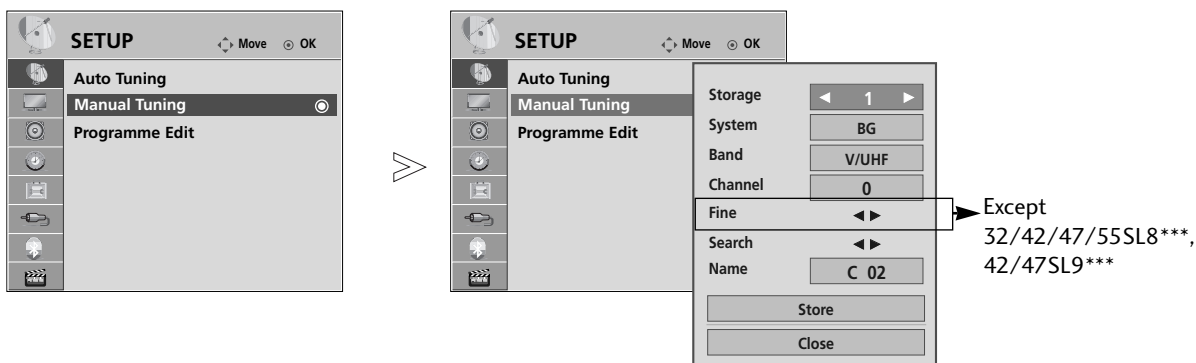 SETUP Move OK
Auto Tuning
Manual Tuning
Programme Edit
SETUP Move OK
Auto Tuning
Manual Tuning
Programme Edit
Storage 1
System BG
Band V/UHF
Channel 0
Fine
Search
Name C 02
Store
Close
Except
32/42/47/55SL8***,
42/47SL9***